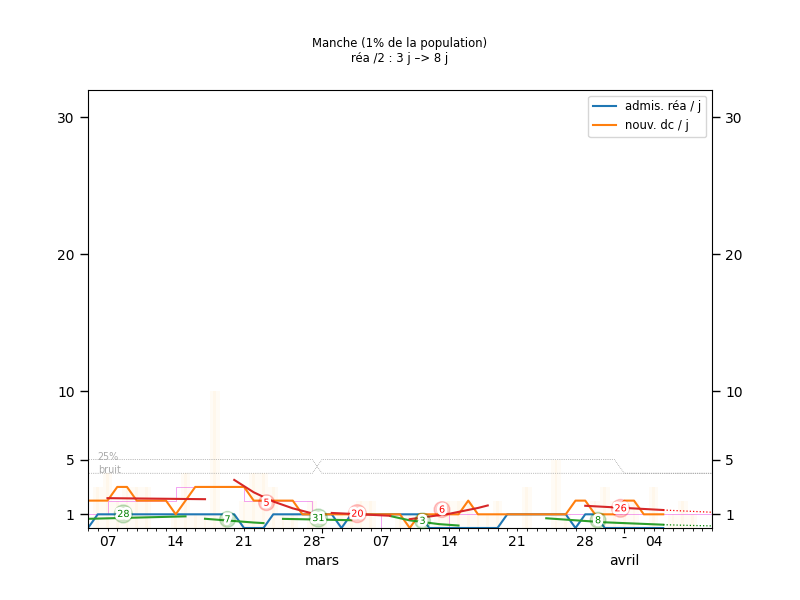 Manche (1% de la population)
réa /2 : 3 j –> 8 j
admis. réa / j
nouv. dc / j
30 30
20 20
10 10
5 5
25%
bruit
1 1
28 7 5 31 20 3 6 8 26
07 14 21 28 07 14 21 28 04
mars avril